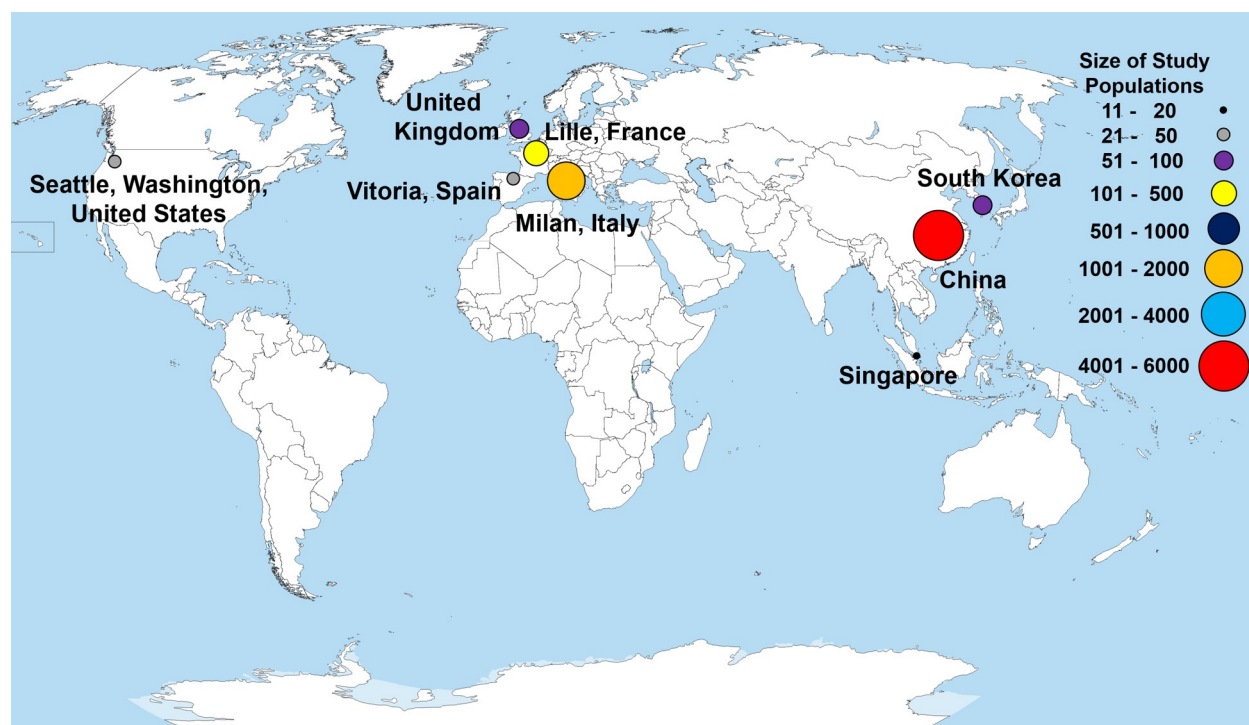 Size of Study
Populations
11 - 20
21 - 50
51 - 100
101 - 500
501 - 1000
1001 - 2000
2001 - 4000
4001 - 6000
United
Kingdom
Lille, France
Seattle, Washington,
United States
Vitoria, Spain
Milan, Italy
South Korea
China
Singapore